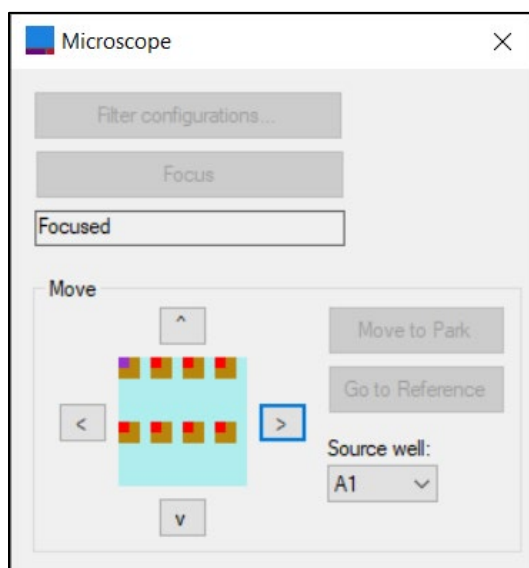 Microscope
Filter configurations...
Focus
Focused
Move
^
Move to Park
<
>
Go to Reference
Source well:
A1
v